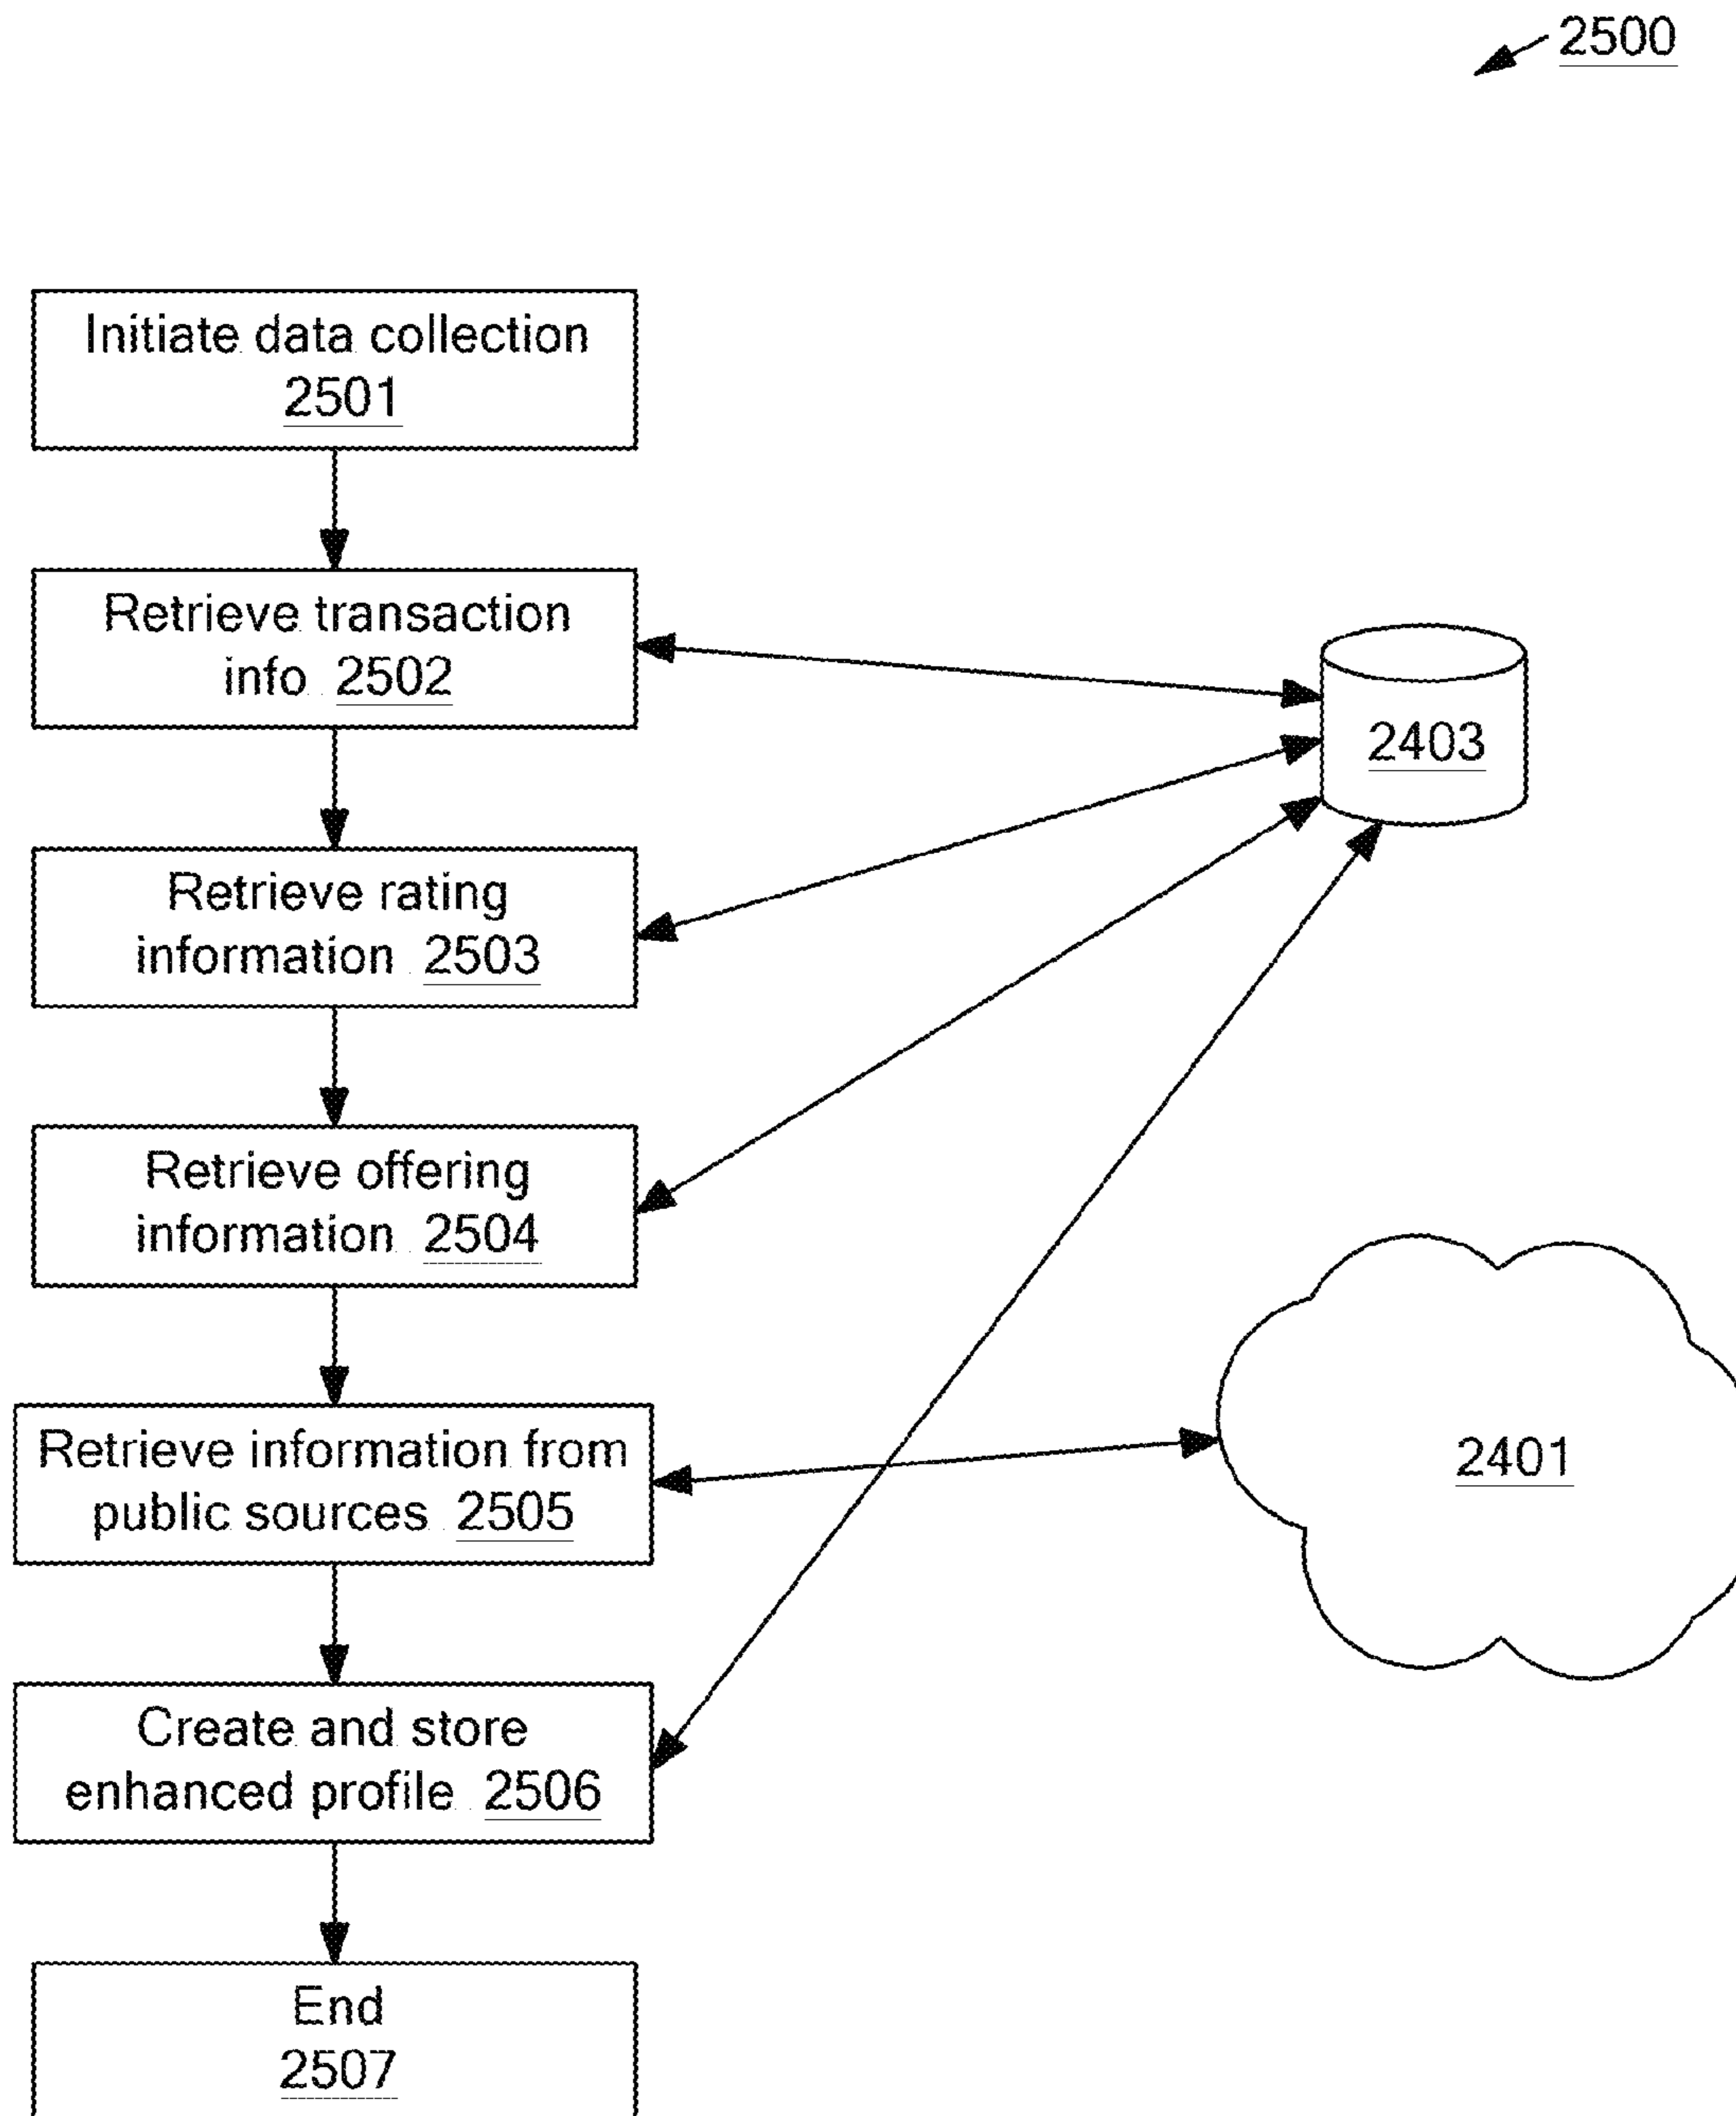 2500
Initiate data collection
2501
Retrieve transaction
info 2502
2403
Retrieve rating
information 2503
Retrieve offering
information 2504
Retrieve information from
public sources 2505
2401
Create and store
enhanced profile 2506
End
2507